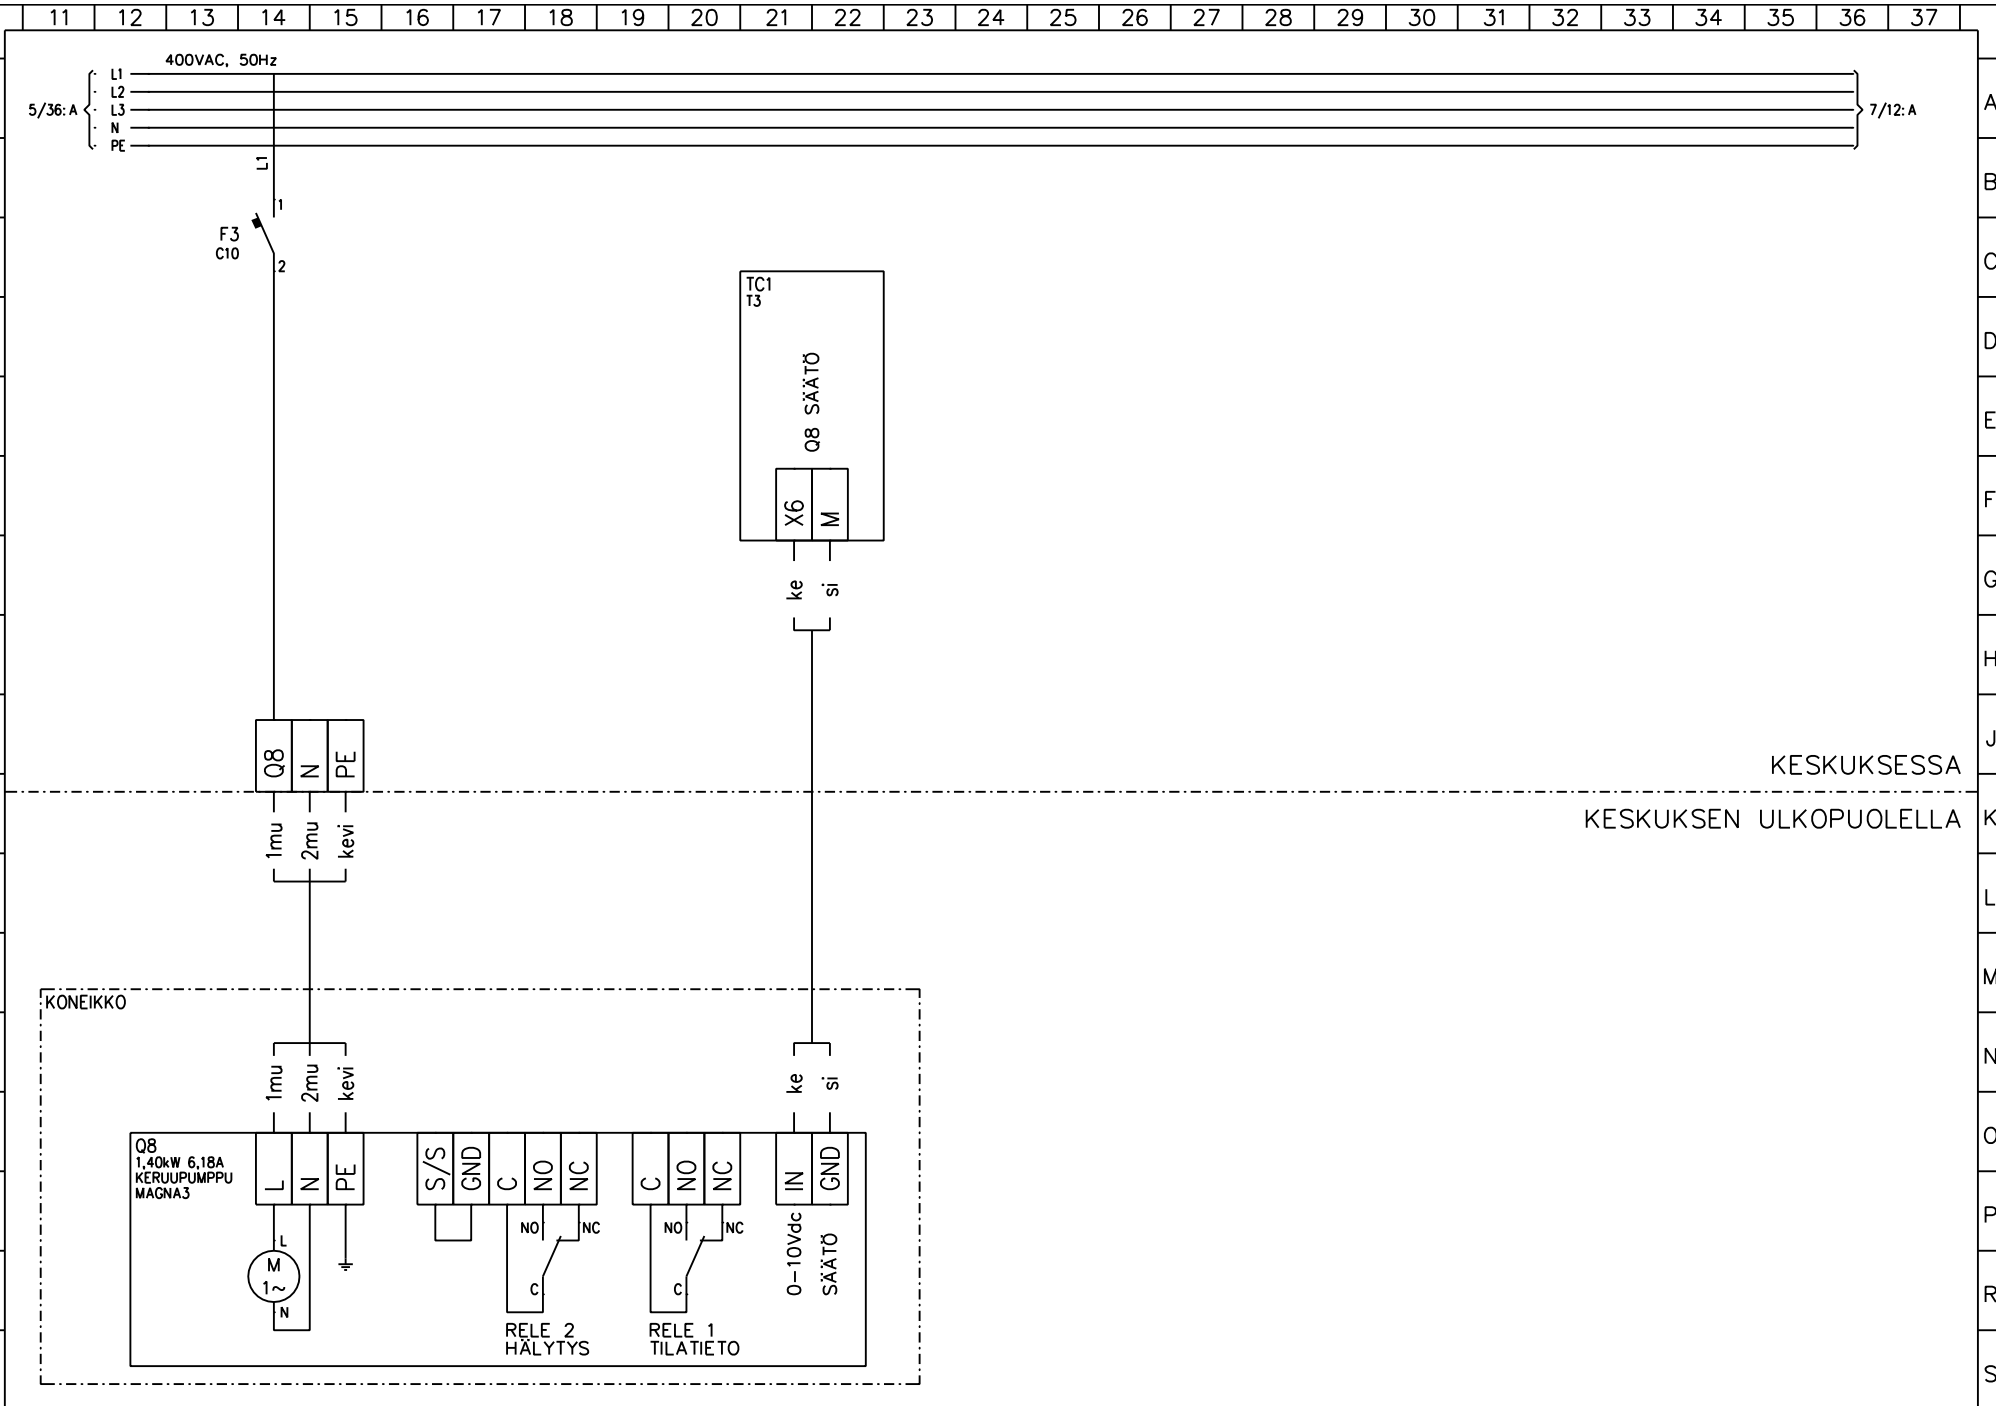 11 12 13 14 15 16 17 18 19 20 21 22 23 24 25 26 27 28 29 30 31 32 33 34 35 36 37
400VAC, 50Hz
L1
L2
5/36:A L3 7/12:A
N
PE
A
L1
B
1
F3
C10
2
C
TC1
T3
D
Q8 SÄÄTÖ
E
X6 M
F
ke si
G
H
Q8 N PE
J
KESKUKSESSA
KESKUKSEN ULKOPUOLELLA
K
1mu 2mu kevi
L
M
KONEIKKO
N
1mu 2mu kevi ke si
O
Q8
1,40kW 6,18A
KERUUPUMPPU
MAGNA3
L N PE S/S GND C NO NC C NO NC IN GND
P
NO NC NO NC
L
M
1~
N
C C
0-10Vdc
SÄÄTÖ
R
RELE 2
HÄLYTYS
RELE 1
TILATIETO
S